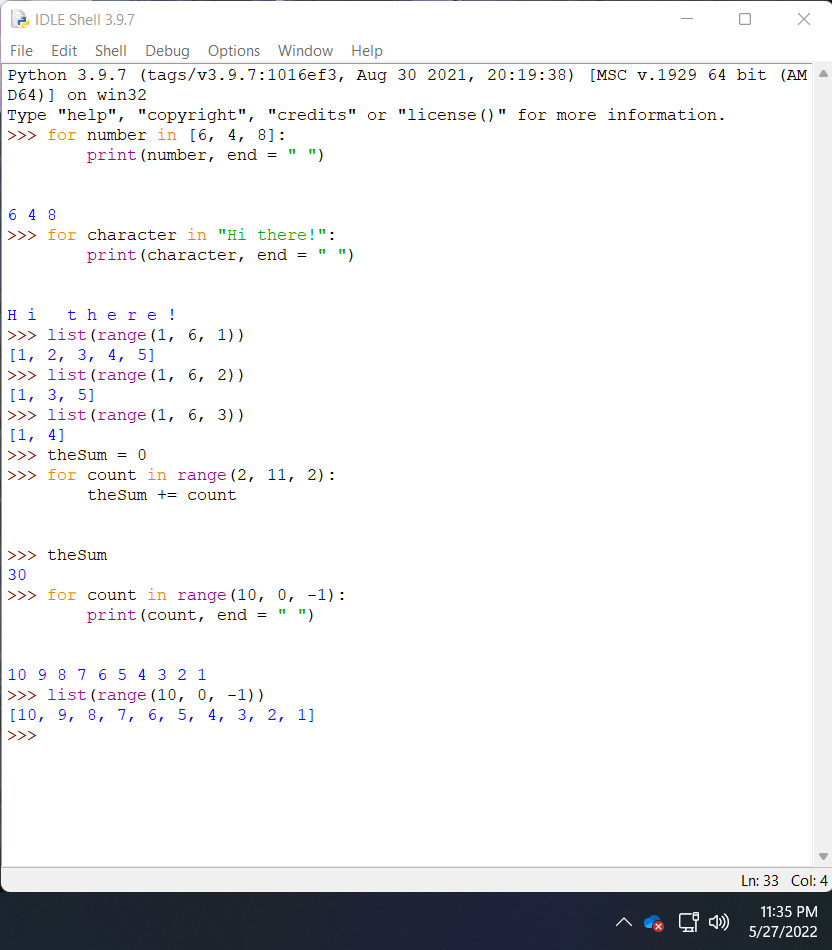 IDLE Shell 3.9.7
File Edit Shell Debug Options Window Help
Python 3.9.7 (tags/v3.9.7:1016ef3, Aug 30 2021, 20:19:38) [MSC v.1929 64 bit (AM
D64)] on win32
Type "help", "copyright", "credits" or "license()" for more information.
>>> for number in [6, 4, 8]:
        print(number, end = " ")
6 4 8
>>> for character in "Hi there!":
        print(character, end = " ")
H i   t h e r e !
>>> list(range(1, 6, 1))
[1, 2, 3, 4, 5]
>>> list(range(1, 6, 2))
[1, 3, 5]
>>> list(range(1, 6, 3))
[1, 4]
>>> theSum = 0
>>> for count in range(2, 11, 2):
        theSum += count
>>> theSum
30
>>> for count in range(10, 0, -1):
        print(count, end = " ")
10 9 8 7 6 5 4 3 2 1
>>> list(range(10, 0, -1))
[10, 9, 8, 7, 6, 5, 4, 3, 2, 1]
>>>
Ln: 33 Col: 4
11:35 PM
5/27/2022